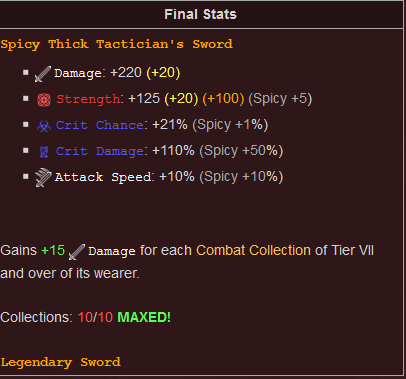 Final Stats
Spicy Thick Tactician's Sword
Damage: +220 (+20)
Strength: +125 (+20) (+100) (Spicy +5)
Crit Chance: +21% (Spicy +1%)
Crit Damage: +110% (Spicy +50%)
Attack Speed: +10% (Spicy +10%)
Gains +15 Damage for each Combat Collection of Tier VII
and over of its wearer.
Collections: 10/10 MAXED!
Legendary Sword